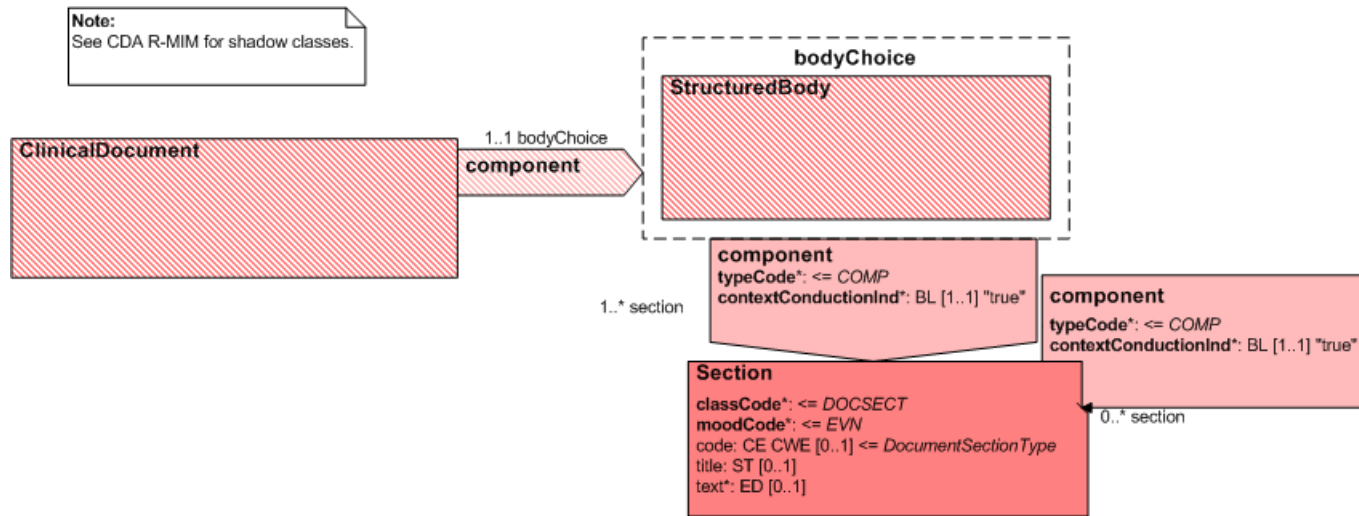 Note:
See CDA R-MIM for shadow classes.
bodyChoice
StructuredBody
ClinicalDocument
1..1 bodyChoice
component
component
typeCode*: <= COMP
contextConductionInd*: BL [1..1] "true"
1..* section
component
typeCode*: <= COMP
contextConductionInd*: BL [1..1] "true"
Section
classCode*: <= DOCSECT
moodCode*: <= EVN
code: CE CWE [0..1] <= DocumentSectionType
title: ST [0..1]
text*: ED [0..1]
0..* section